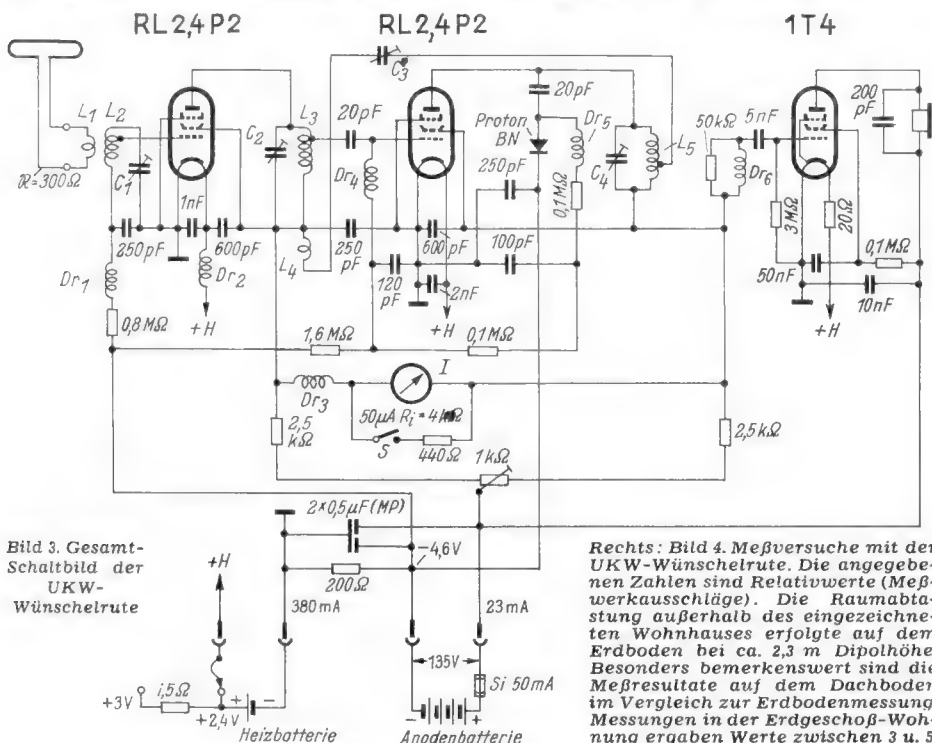 RL2,4P2 RL2,4P2 1T4
L1 L2 C1 C2 L3 20pF C3 20pF
Proton BN Dr5 C4 L5 50kΩ 5nF 200 pF
ℜ=300Ω 1nF Dr4 250pF 0,1MΩ Dr6
250pF 600pF L4 250 pF 600pF 100pF 3MΩ 20Ω
Dr1 Dr2 +H 120 pF 2nF +H 50nF 0,1MΩ
0,8MΩ 1,6MΩ 0,1MΩ +H 10nF
Dr3 I
2,5 kΩ 50µA Ri = 4kΩ 2,5kΩ
S 440Ω 1kΩ
2×0,5µF(MP)
-4,6V
+H 200Ω
380mA 23mA
135V
Si 50mA
+3V 1,5Ω + -
+2,4V - +
Heizbatterie Anodenbatterie
Bild 3. Gesamt-
Schaltbild der
UKW-
Wünschelrute
Rechts: Bild 4. Meßversuche mit der
UKW-Wünschelrute. Die angegebe-
nen Zahlen sind Relativwerte (Meß-
werkausschläge). Die Raumabta-
stung außerhalb des eingezeichne-
ten Wohnhauses erfolgte auf dem
Erdboden bei ca. 2,3 m Dipolhöhe
Besonders bemerkenswert sind die
Meßresultate auf dem Dachboden
im Vergleich zur Erdbodenmessung
Messungen in der Erdgeschoß-Woh-
nung ergaben Werte zwischen 3 u. 5